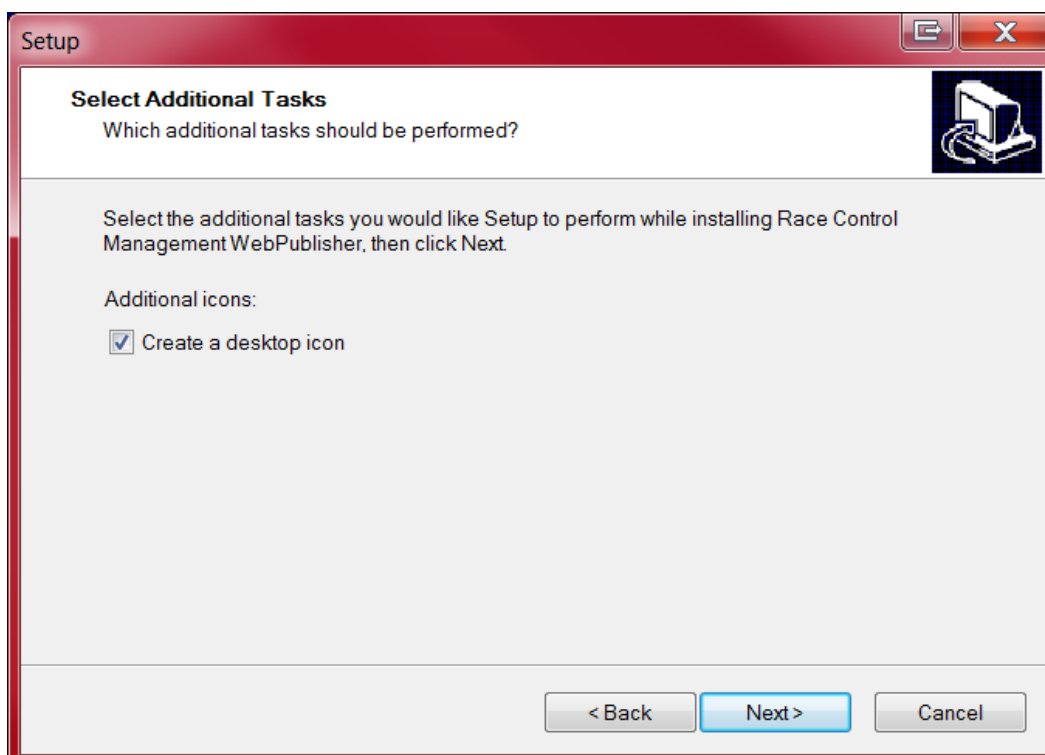 Setup
Select Additional Tasks
Which additional tasks should be performed?
Select the additional tasks you would like Setup to perform while installing Race Control
Management WebPublisher, then click Next.
Additional icons:
Create a desktop icon
< Back
Next >
Cancel